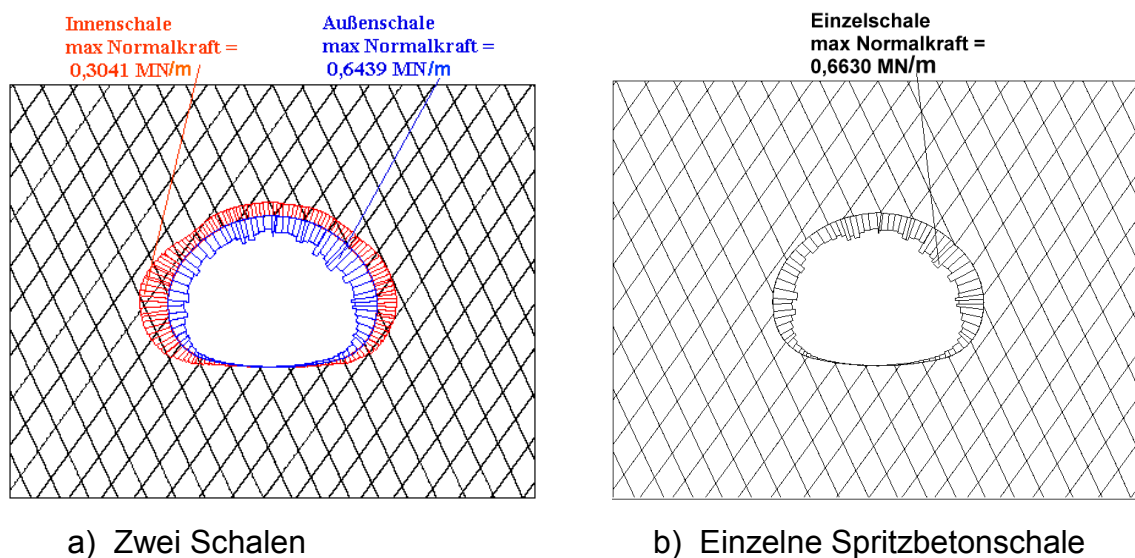 Innenschale
max Normalkraft =
0,3041 MN/m
Außenschale
max Normalkraft =
0,6439 MN/m
Einzelschale
max Normalkraft =
0,6630 MN/m
a) Zwei Schalen
b) Einzelne Spritzbetonschale